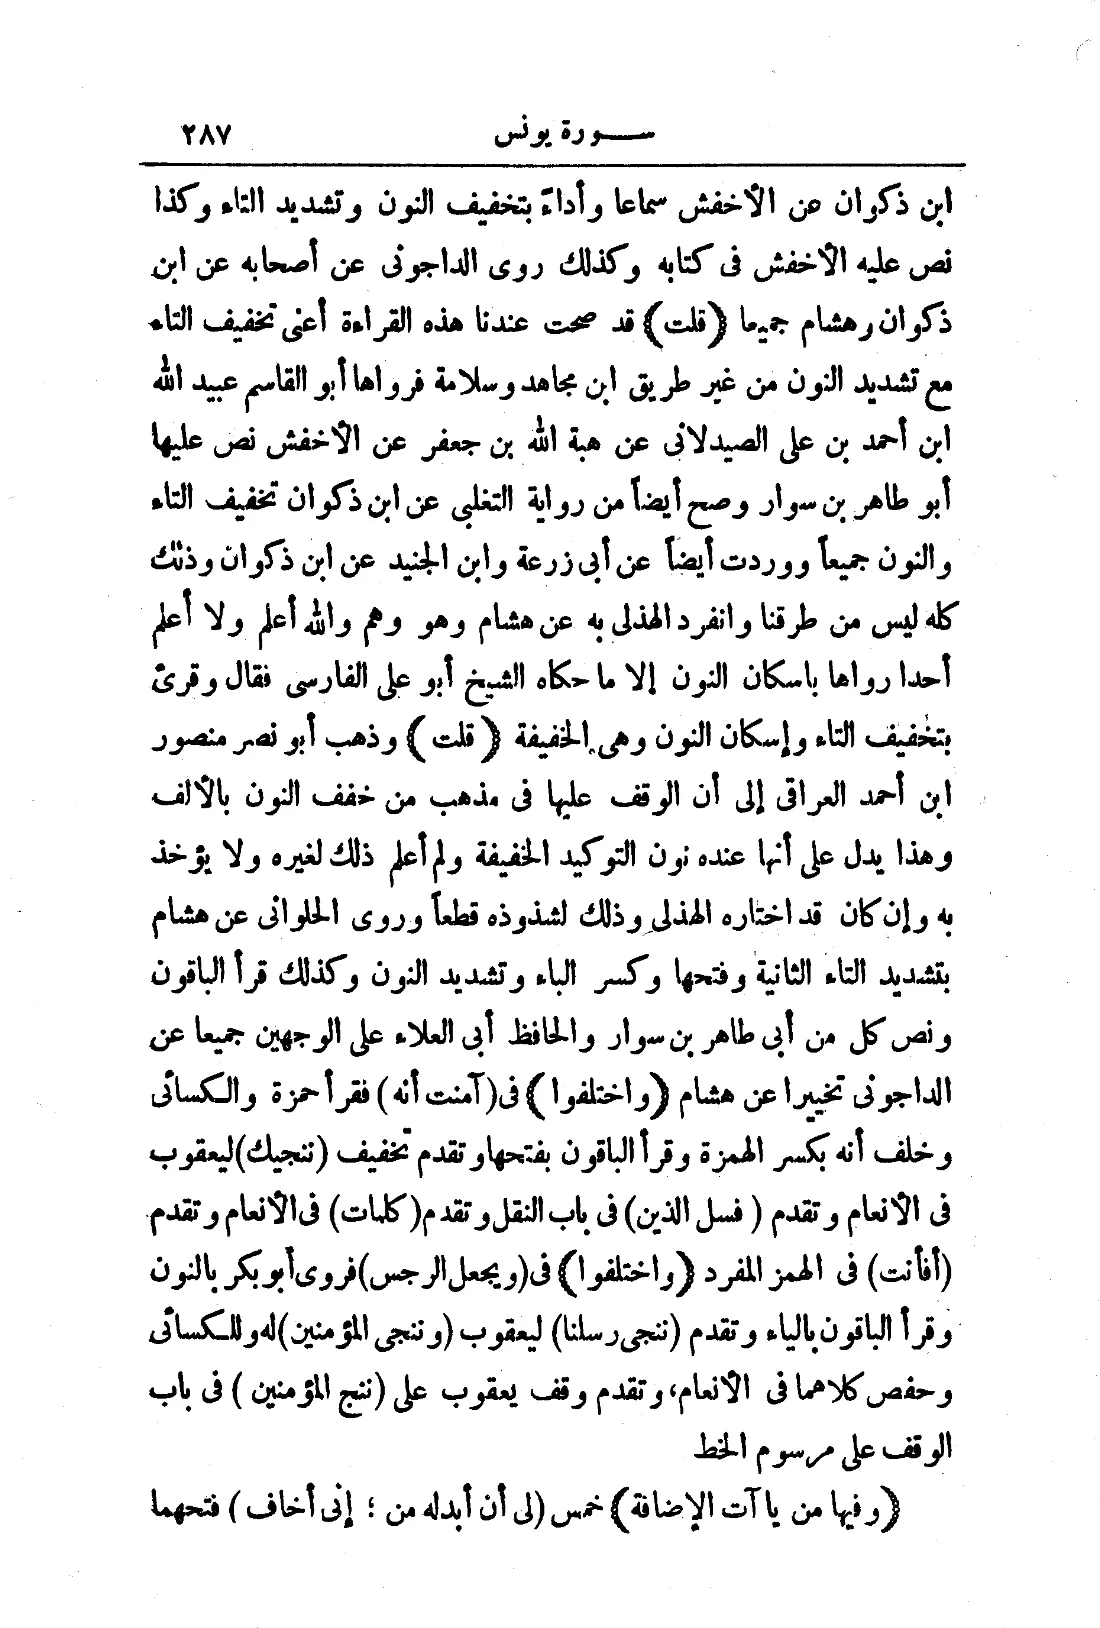 سورة يونس ٢٨٧
ابن ذكوان عن الأخفش سماعا وأداءً بتخفيف النون وتشديد التاء وكذا
نص عليه الأخفش فى كتابه وكذلك روى الداجونى عن أصحابه عن ابن
ذكوان وهشام جميعا (قلت) قد صحت عندنا هذه القراءة أعنى تخفيف التاء
مع تشديد النون من غير طريق ابن مجاهد وسلامة فرواها أبو القاسم عبيد الله
ابن أحمد بن على الصيدلانى عن هبة الله بن جعفر عن الأخفش نص عليها
أبو طاهر بن سوار وصح أيضاً من رواية التغلبى عن ابن ذكوان تخفيف التاء
والنون جميعاً ووردت أيضاً عن أبى زرعة وابن الجنيد عن ابن ذكوان وذلك
كله ليس من طرقنا وانفرد الهذلى به عن هشام وهو وهم والله أعلم ولا أعلم
أحدا رواها باسكان النون إلا ما حكاه الشيخ أبو على الفارسى فقال وقرئ
بتخفيف التاء وإسكان النون وهى الخفيفة (قلت) وذهب أبو نصر منصور
ابن أحمد العراقى إلى أن الوقف عليها فى مذهب من خفف النون بالألف
وهذا يدل على أنها عنده نون التوكيد الخفيفة ولم أعلم ذلك لغيره ولا يؤخذ
به وإن كان قد اختاره الهذلى وذلك لشذوذه قطعاً وروى الحلوانى عن هشام
بتشديد التاء الثانية وفتحها وكسر الباء وتشديد النون وكذلك قرأ الباقون
ونص كل من أبى طاهر بن سوار والحافظ أبى العلاء على الوجهين جميعا عن
الداجونى تخييرا عن هشام (واختلفوا) فى (آمنت أنه) فقرأ حمزة والكسائى
وخلف أنه بكسر الهمزة وقرأ الباقون بفتحها وتقدم تخفيف (ننجيك) ليعقوب
فى الأنعام وتقدم (فسل الذين) فى باب النقل وتقدم (كلمات) فى الأنعام وتقدم
(أفأنت) فى الهمز المفرد (واختلفوا) فى (ويجعل الرجس) فروى أبو بكر بالنون
وقرأ الباقون بالياء وتقدم (ننجى رسلنا) ليعقوب (وننجى المؤمنين) له وللكسائى
وحفص كلاهما فى الأنعام، وتقدم وقف يعقوب على (ننج المؤمنين) فى باب
الوقف على مرسوم الخط
(وفيها من ياآت الإضافة) خمس (لى أن أبدله من ؛ إنى أخاف) فتحهما